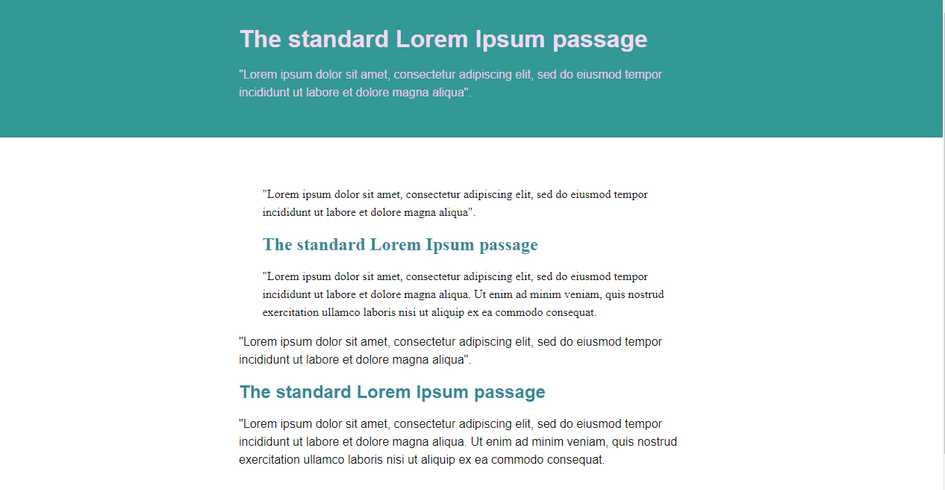 The standard Lorem Ipsum passage
"Lorem ipsum dolor sit amet, consectetur adipiscing elit, sed do eiusmod tempor
incididunt ut labore et dolore magna aliqua".
"Lorem ipsum dolor sit amet, consectetur adipiscing elit, sed do eiusmod tempor
incididunt ut labore et dolore magna aliqua".
The standard Lorem Ipsum passage
"Lorem ipsum dolor sit amet, consectetur adipiscing elit, sed do eiusmod tempor
incididunt ut labore et dolore magna aliqua. Ut enim ad minim veniam, quis nostrud
exercitation ullamco laboris nisi ut aliquip ex ea commodo consequat.
"Lorem ipsum dolor sit amet, consectetur adipiscing elit, sed do eiusmod tempor
incididunt ut labore et dolore magna aliqua".
The standard Lorem Ipsum passage
"Lorem ipsum dolor sit amet, consectetur adipiscing elit, sed do eiusmod tempor
incididunt ut labore et dolore magna aliqua. Ut enim ad minim veniam, quis nostrud
exercitation ullamco laboris nisi ut aliquip ex ea commodo consequat.